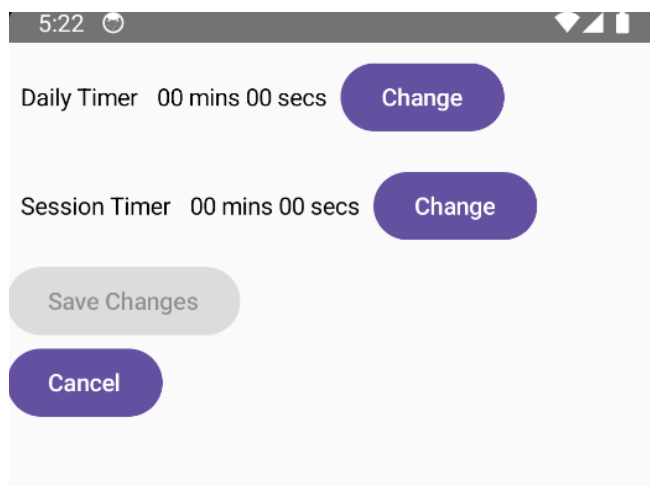 5:22
Daily Timer 00 mins 00 secs Change
Session Timer 00 mins 00 secs Change
Save Changes
Cancel